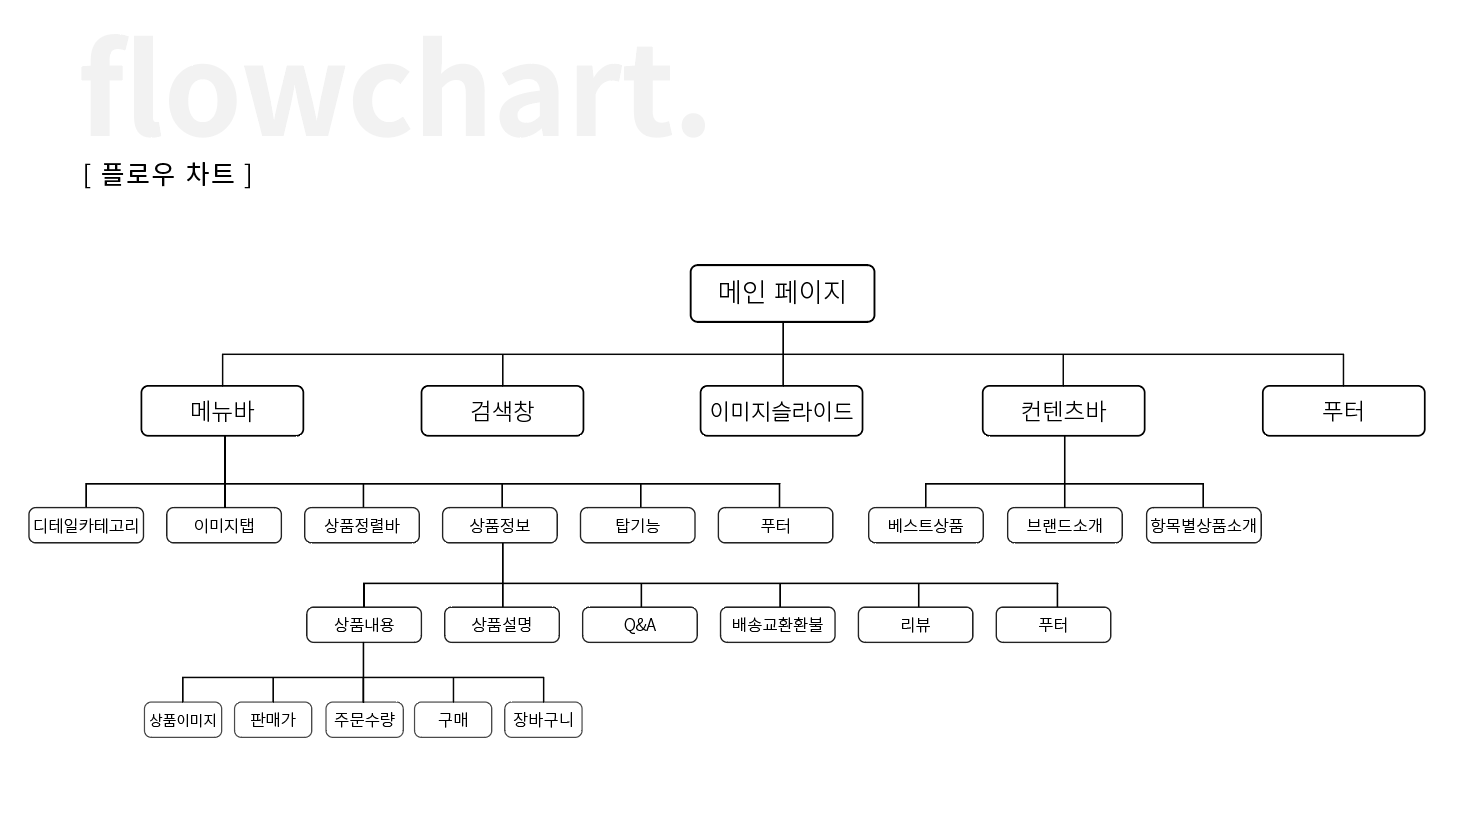 flowchart.
[ 플로우 차트 ]
메인 페이지
메뉴바
검색창
이미지슬라이드
컨텐츠바
푸터
디테일카테고리
이미지탭
상품정렬바
상품정보
탑기능
푸터
베스트상품
브랜드소개
항목별상품소개
상품내용
상품설명
Q&A
배송교환환불
리뷰
푸터
상품이미지
판매가
주문수량
구매
장바구니